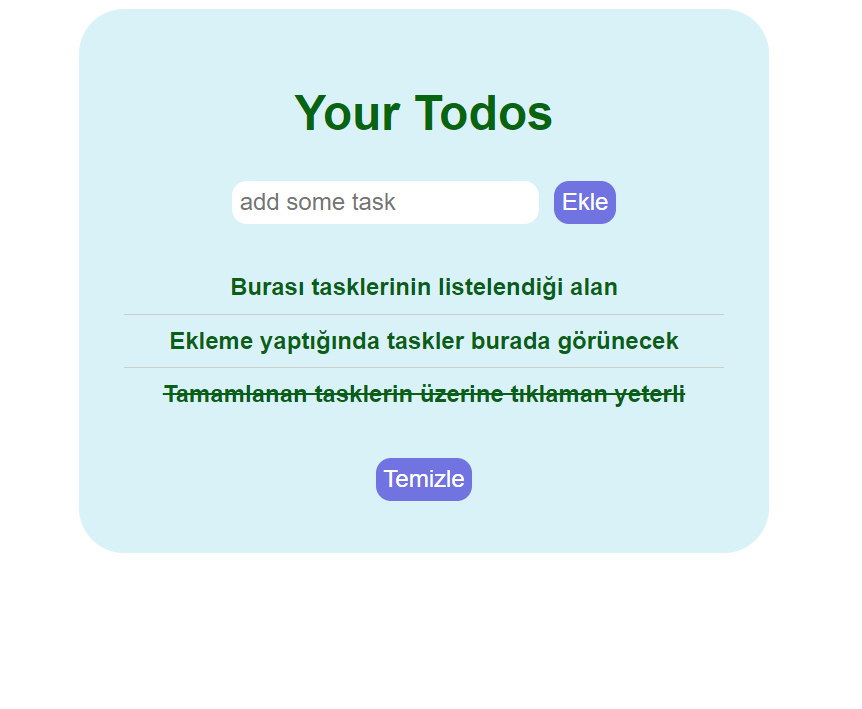 Your Todos
add some task Ekle
Burası tasklerinin listelendiği alan
Ekleme yaptığında taskler burada görünecek
Tamamlanan tasklerin üzerine tıklaman yeterli
Temizle